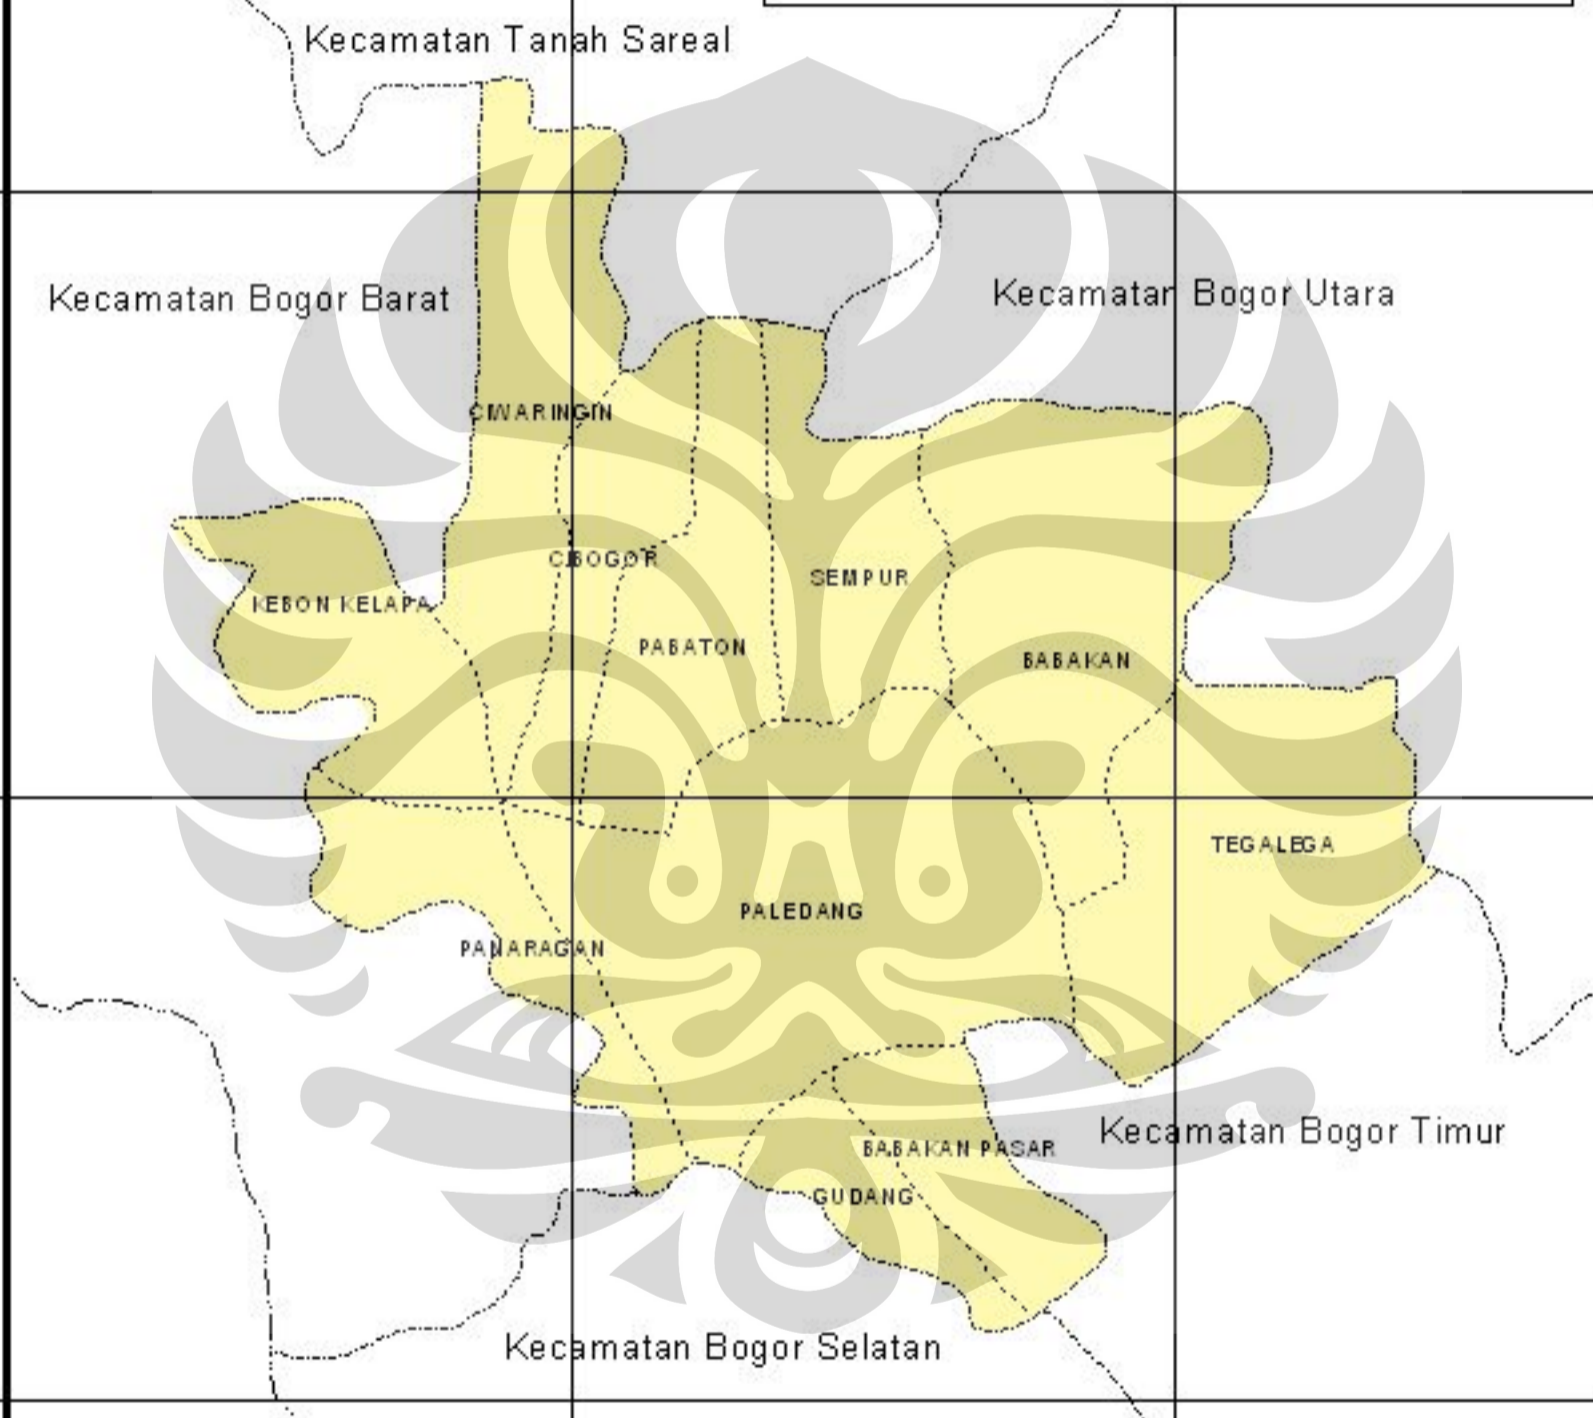 Kecamatan Tanah Sareal
Kecamatan Bogor Barat
Kecamatan Bogor Utara
CIWARINGIN
CIBOGOR
SEMPUR
KEBON KELAPA
PABATON
BABAKAN
TEGALEGA
PALEDANG
PANARAGAN
Kecamatan Bogor Timur
BABAKAN PASAR
GUDANG
Kecamatan Bogor Selatan